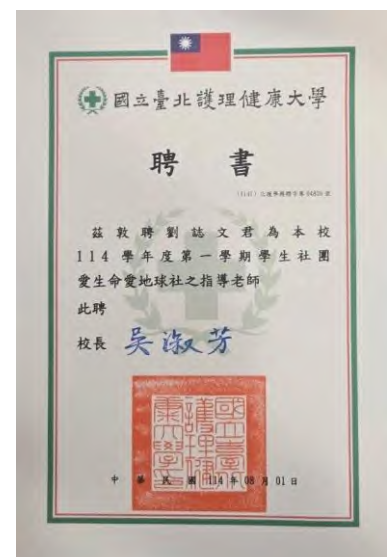 國立臺北護理健康大學
聘書
茲敦聘劉誌文君為本校
114 學年度第一學期學生社團
愛生命愛地球社之指導老師
此聘
校長 吳淑芳
中華民國 114 年 08 月 01 日